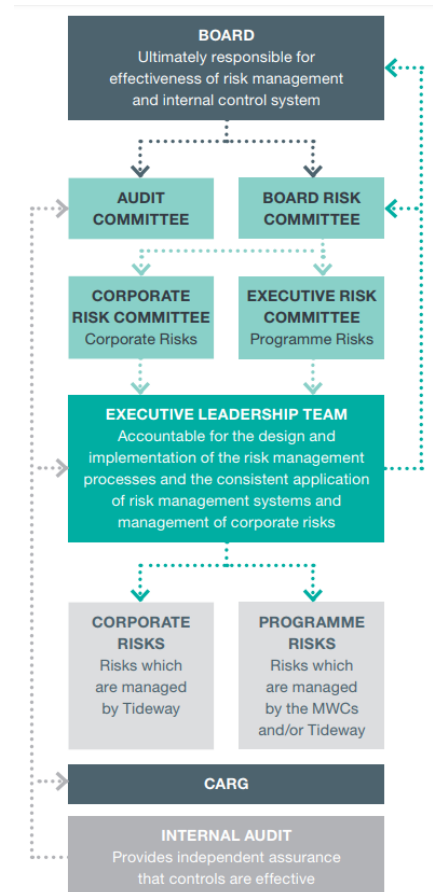 BOARD
Ultimately responsible for
effectiveness of risk management
and internal control system
AUDIT
COMMITTEE
BOARD RISK
COMMITTEE
CORPORATE
RISK COMMITTEE
Corporate Risks
EXECUTIVE RISK
COMMITTEE
Programme Risks
EXECUTIVE LEADERSHIP TEAM
Accountable for the design and
implementation of the risk management
processes and the consistent application
of risk management systems and
management of corporate risks
CORPORATE
RISKS
Risks which
are managed
by Tideway
PROGRAMME
RISKS
Risks which
are managed
by the MWCs
and/or Tideway
CARG
INTERNAL AUDIT
Provides independent assurance
that controls are effective